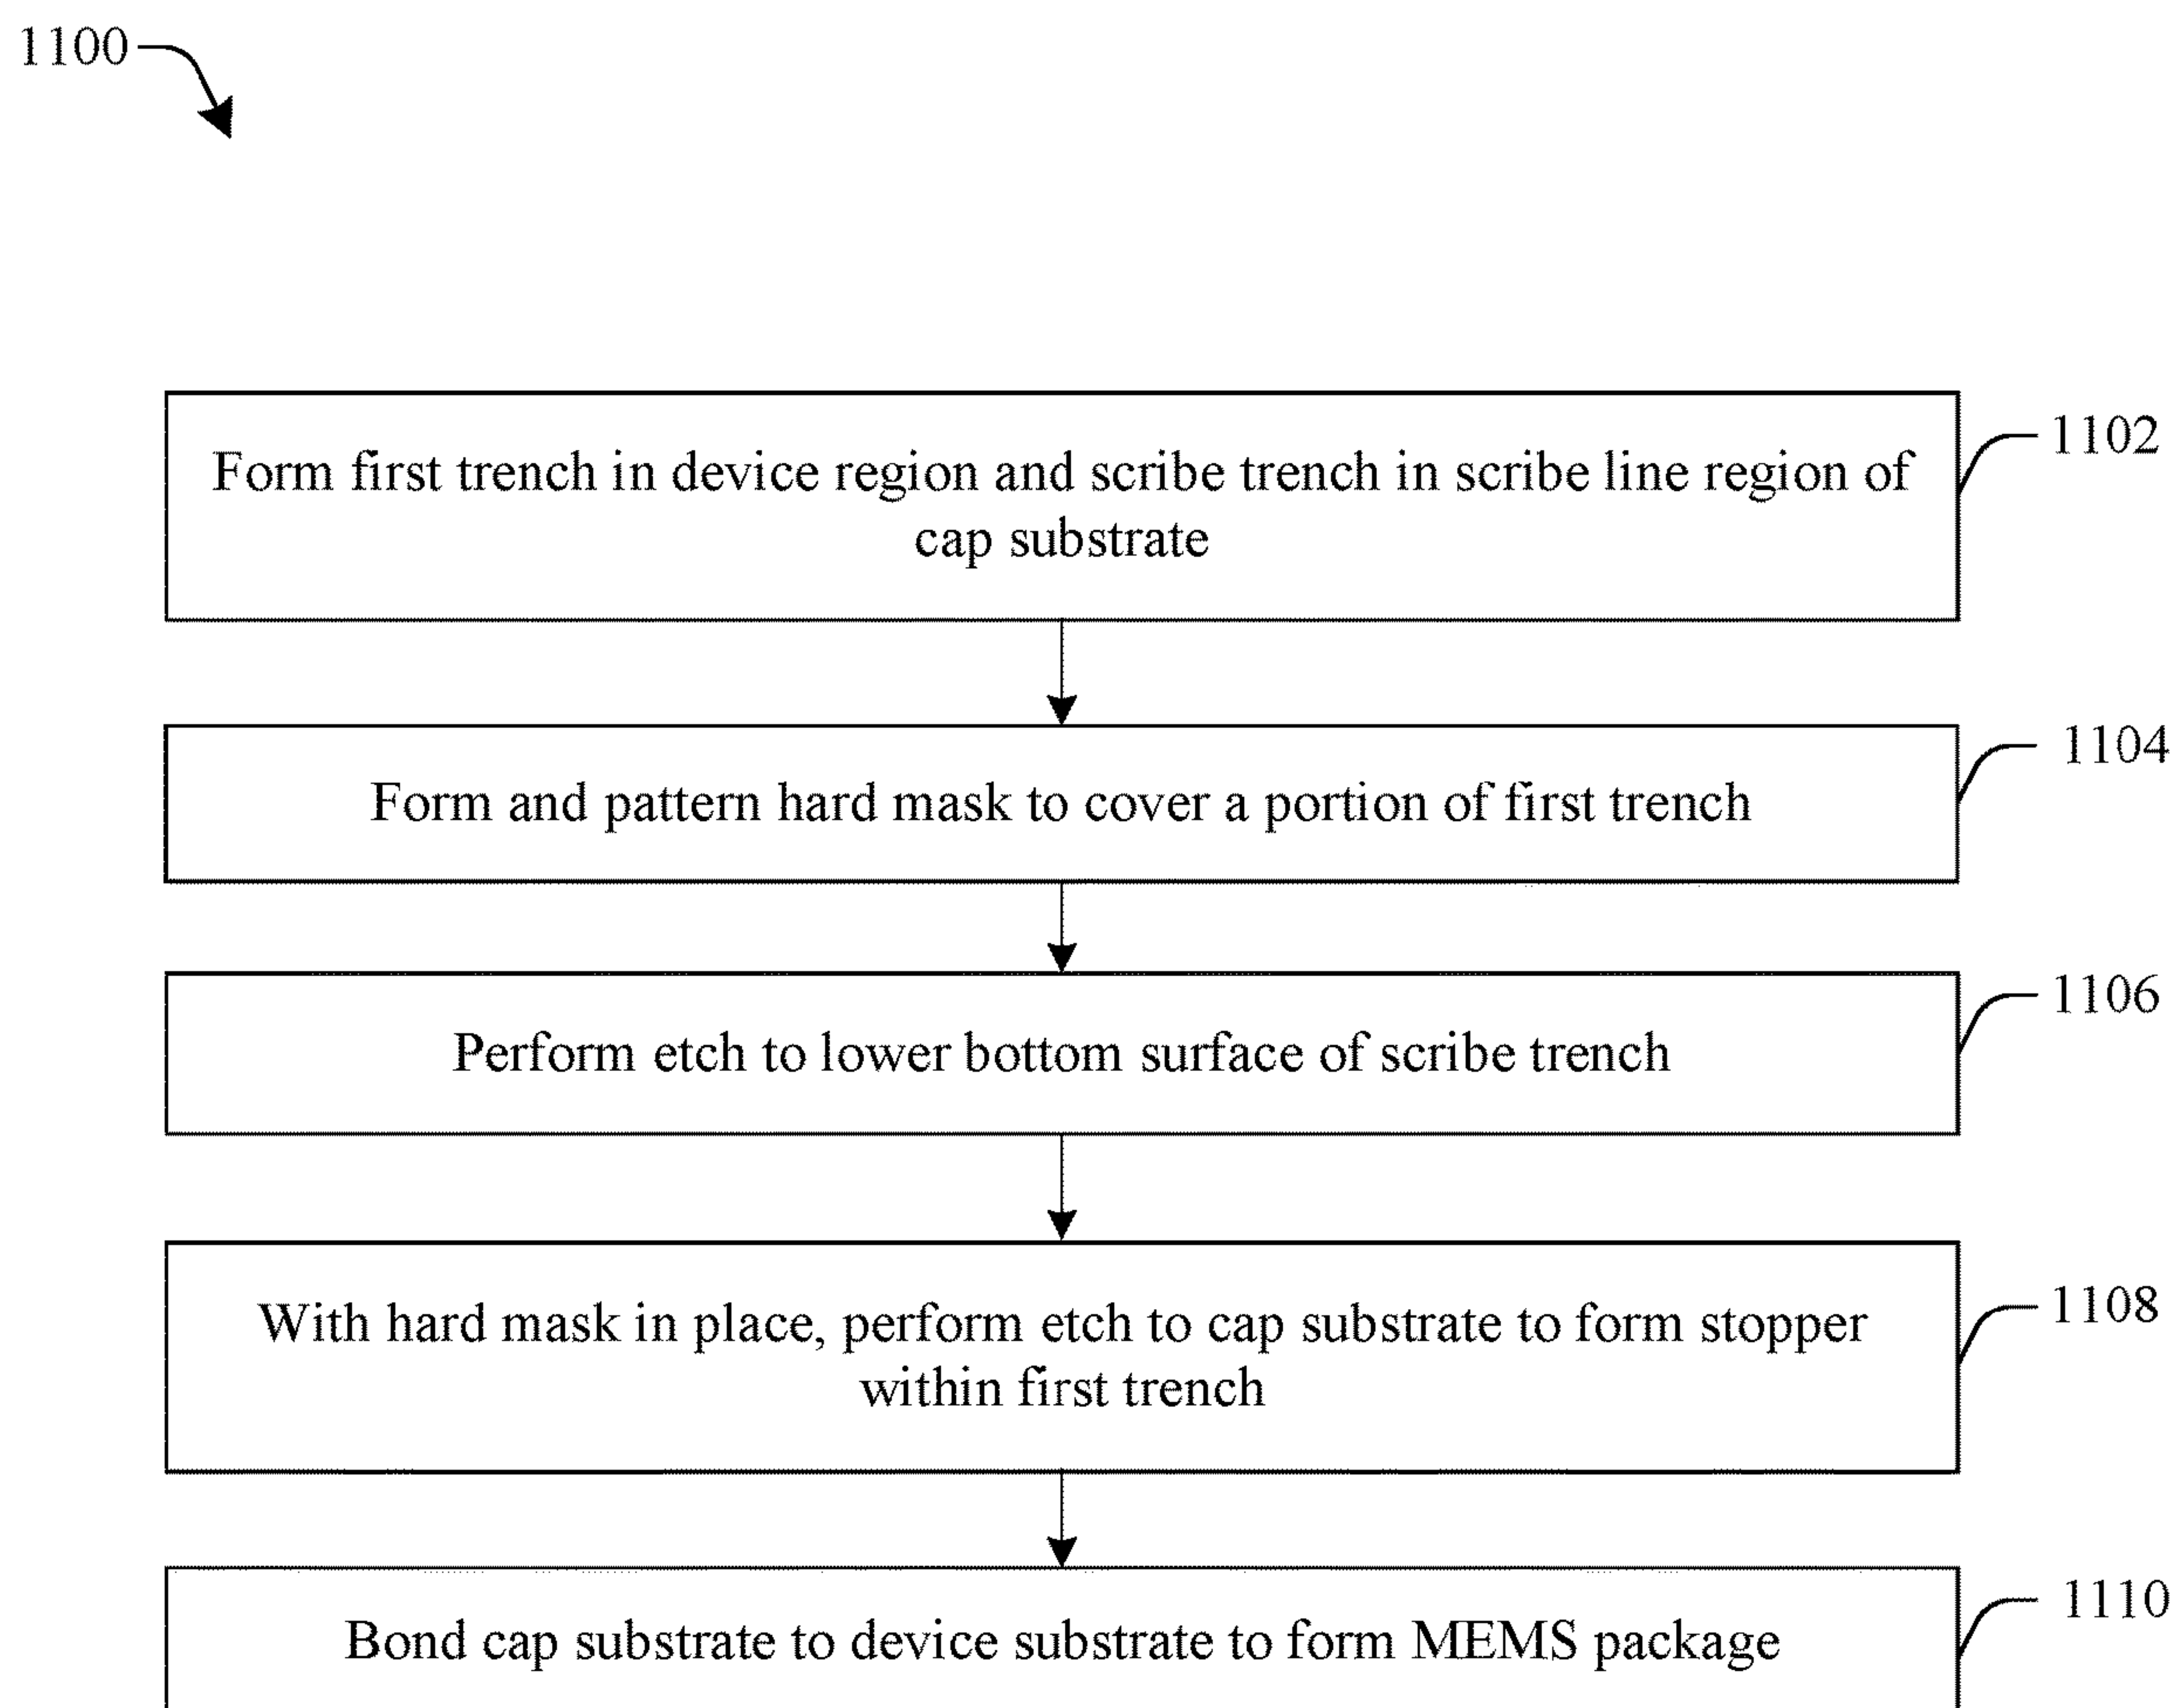 1100
Form first trench in device region and scribe trench in scribe line region of
cap substrate
1102
Form and pattern hard mask to cover a portion of first trench
1104
Perform etch to lower bottom surface of scribe trench
1106
With hard mask in place, perform etch to cap substrate to form stopper
within first trench
1108
Bond cap substrate to device substrate to form MEMS package
1110